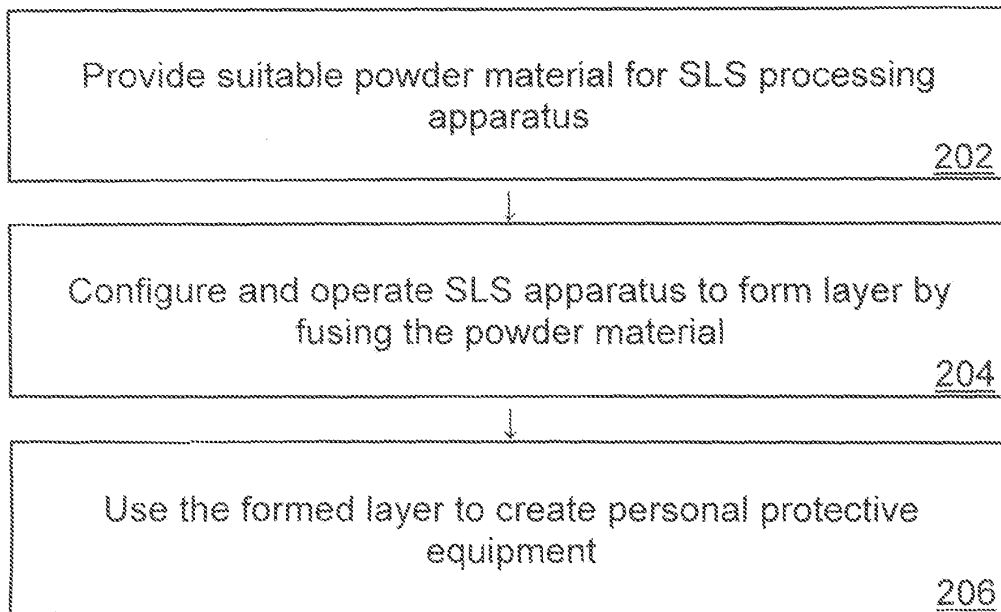 Provide suitable powder material for SLS processing
apparatus
202
↓
Configure and operate SLS apparatus to form layer by
fusing the powder material
204
↓
Use the formed layer to create personal protective
equipment
206